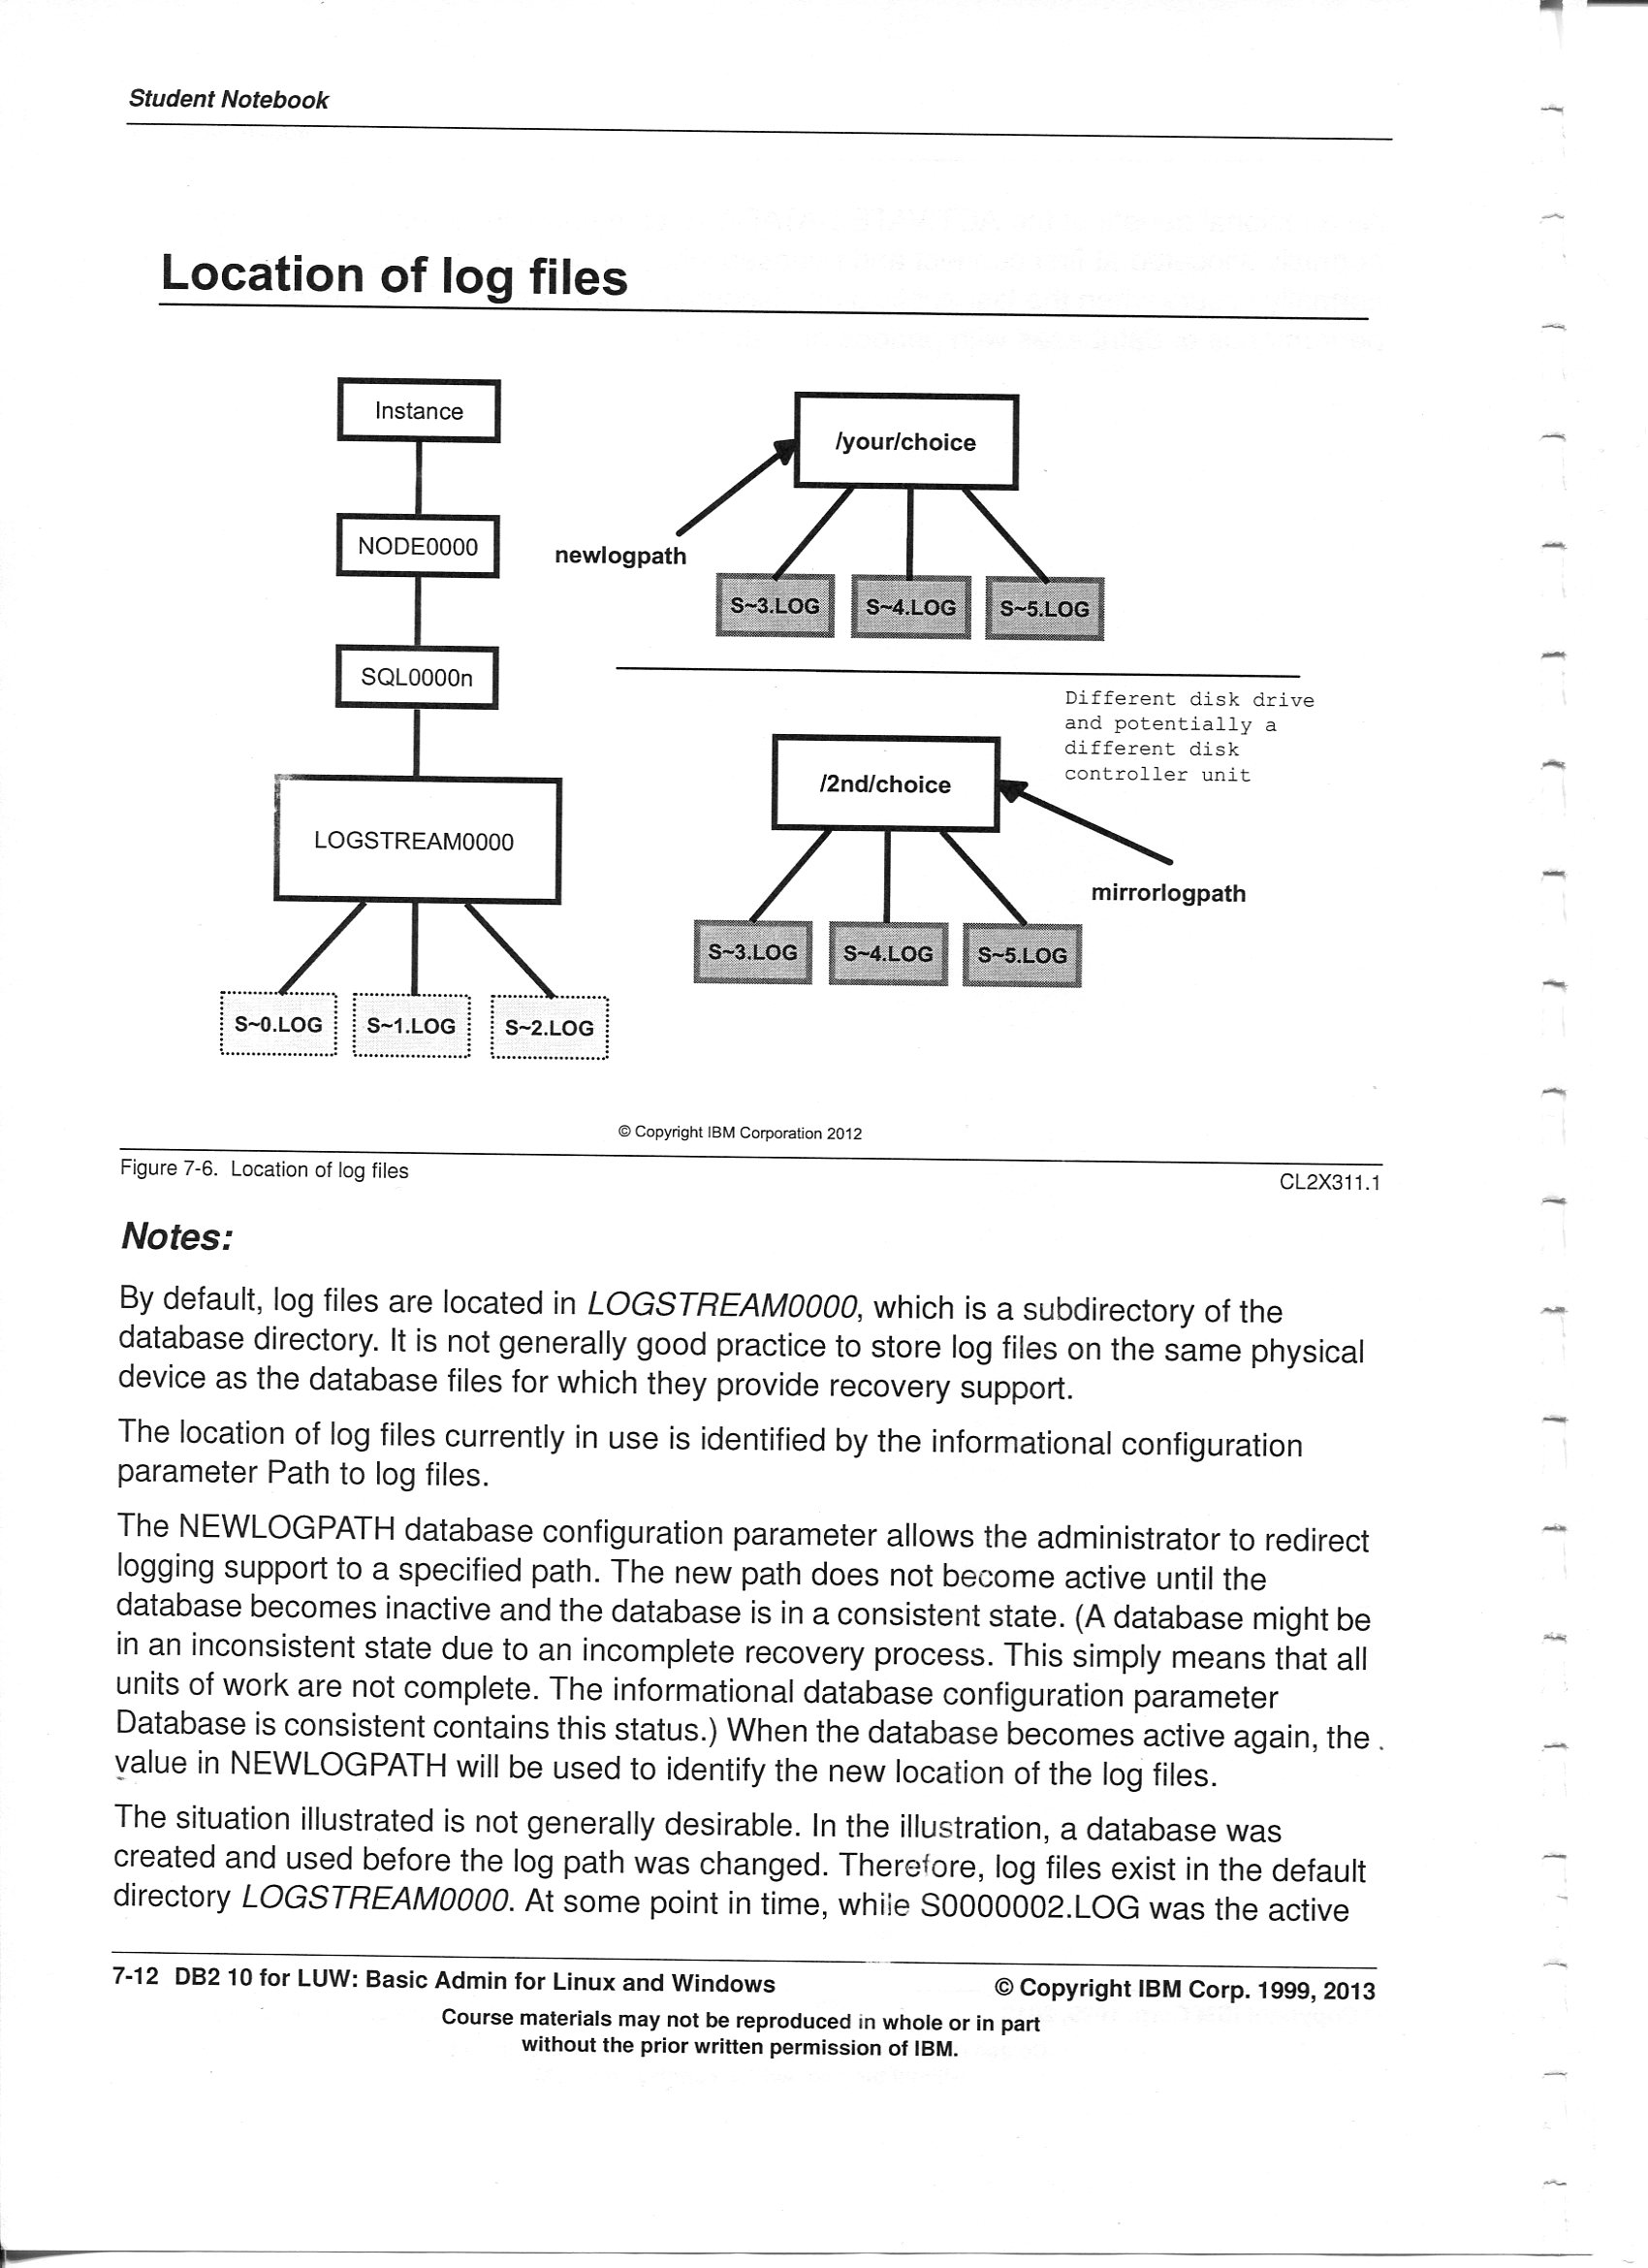 Student Notebook
Location of log files
Instance
NODE0000
SQL0000n
LOGSTREAM0000
S~0.LOG
S~1.LOG
S~2.LOG
/your/choice
newlogpath
S~3.LOG
S~4.LOG
S~5.LOG
Different disk drive
and potentially a
different disk
controller unit
/2nd/choice
mirrorlogpath
S~3.LOG
S~4.LOG
S~5.LOG
© Copyright IBM Corporation 2012
Figure 7-6. Location of log files
CL2X311.1
Notes:
By default, log files are located in LOGSTREAM0000, which is a subdirectory of the
database directory. It is not generally good practice to store log files on the same physical
device as the database files for which they provide recovery support.
The location of log files currently in use is identified by the informational configuration
parameter Path to log files.
The NEWLOGPATH database configuration parameter allows the administrator to redirect
logging support to a specified path. The new path does not become active until the
database becomes inactive and the database is in a consistent state. (A database might be
in an inconsistent state due to an incomplete recovery process. This simply means that all
units of work are not complete. The informational database configuration parameter
Database is consistent contains this status.) When the database becomes active again, the
value in NEWLOGPATH will be used to identify the new location of the log files.
The situation illustrated is not generally desirable. In the illustration, a database was
created and used before the log path was changed. Therefore, log files exist in the default
directory LOGSTREAM0000. At some point in time, while S0000002.LOG was the active
7-12 DB2 10 for LUW: Basic Admin for Linux and Windows
© Copyright IBM Corp. 1999, 2013
Course materials may not be reproduced in whole or in part
without the prior written permission of IBM.